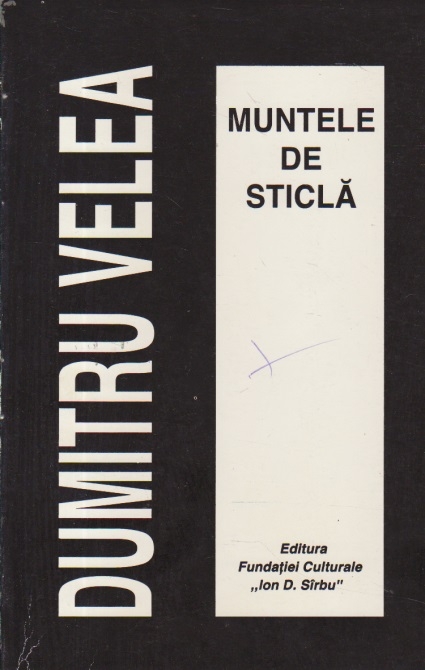 DUMITRU VELEA
MUNTELE
DE
STICLĂ
Editura
Fundației Culturale
„Ion D. Sîrbu"